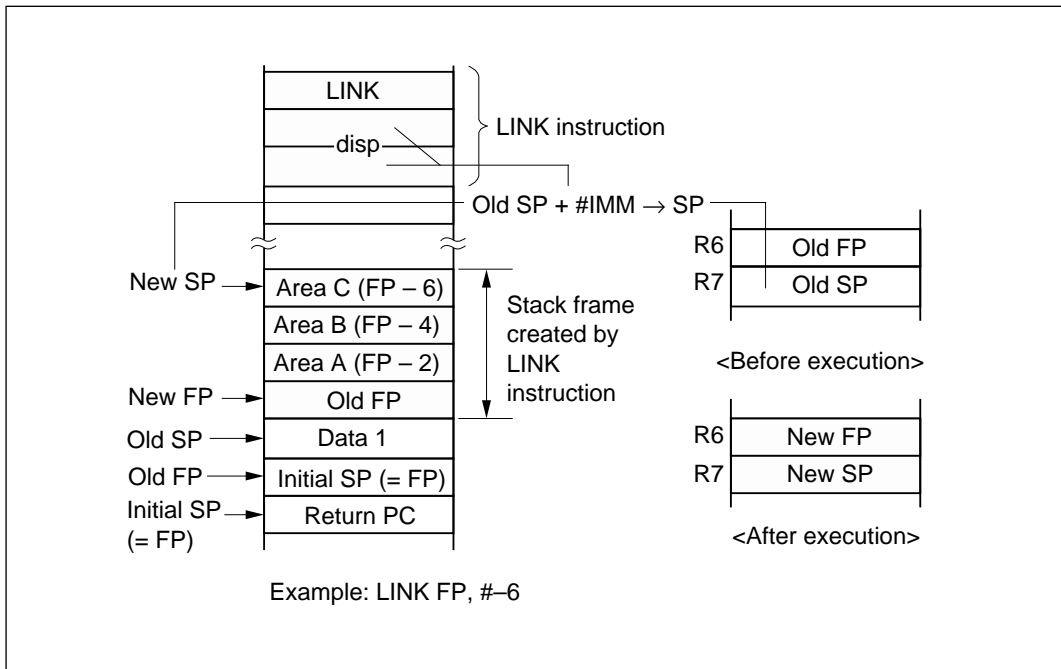 LINK
disp
LINK instruction
Old SP + #IMM → SP
New SP
Area C (FP – 6)
Area B (FP – 4)
Area A (FP – 2)
New FP
Old FP
Old SP
Data 1
Old FP
Initial SP (= FP)
Initial SP
(= FP)
Return PC
Stack frame
created by
LINK
instruction
R6
Old FP
R7
Old SP
<Before execution>
R6
New FP
R7
New SP
<After execution>
Example: LINK FP, #–6